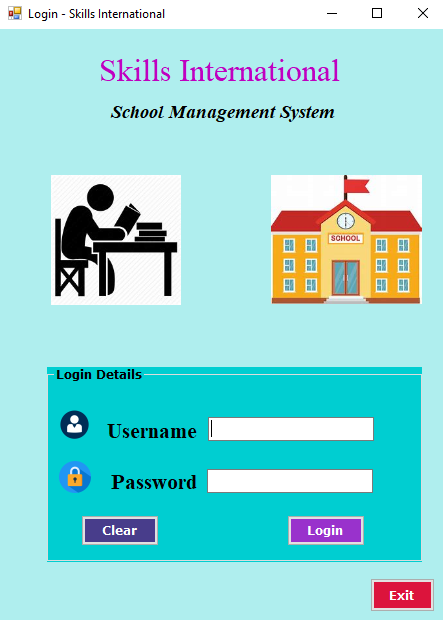 Login - Skills International
Skills International
School Management System
SCHOOL
Login Details
Username
Password
Clear
Login
Exit